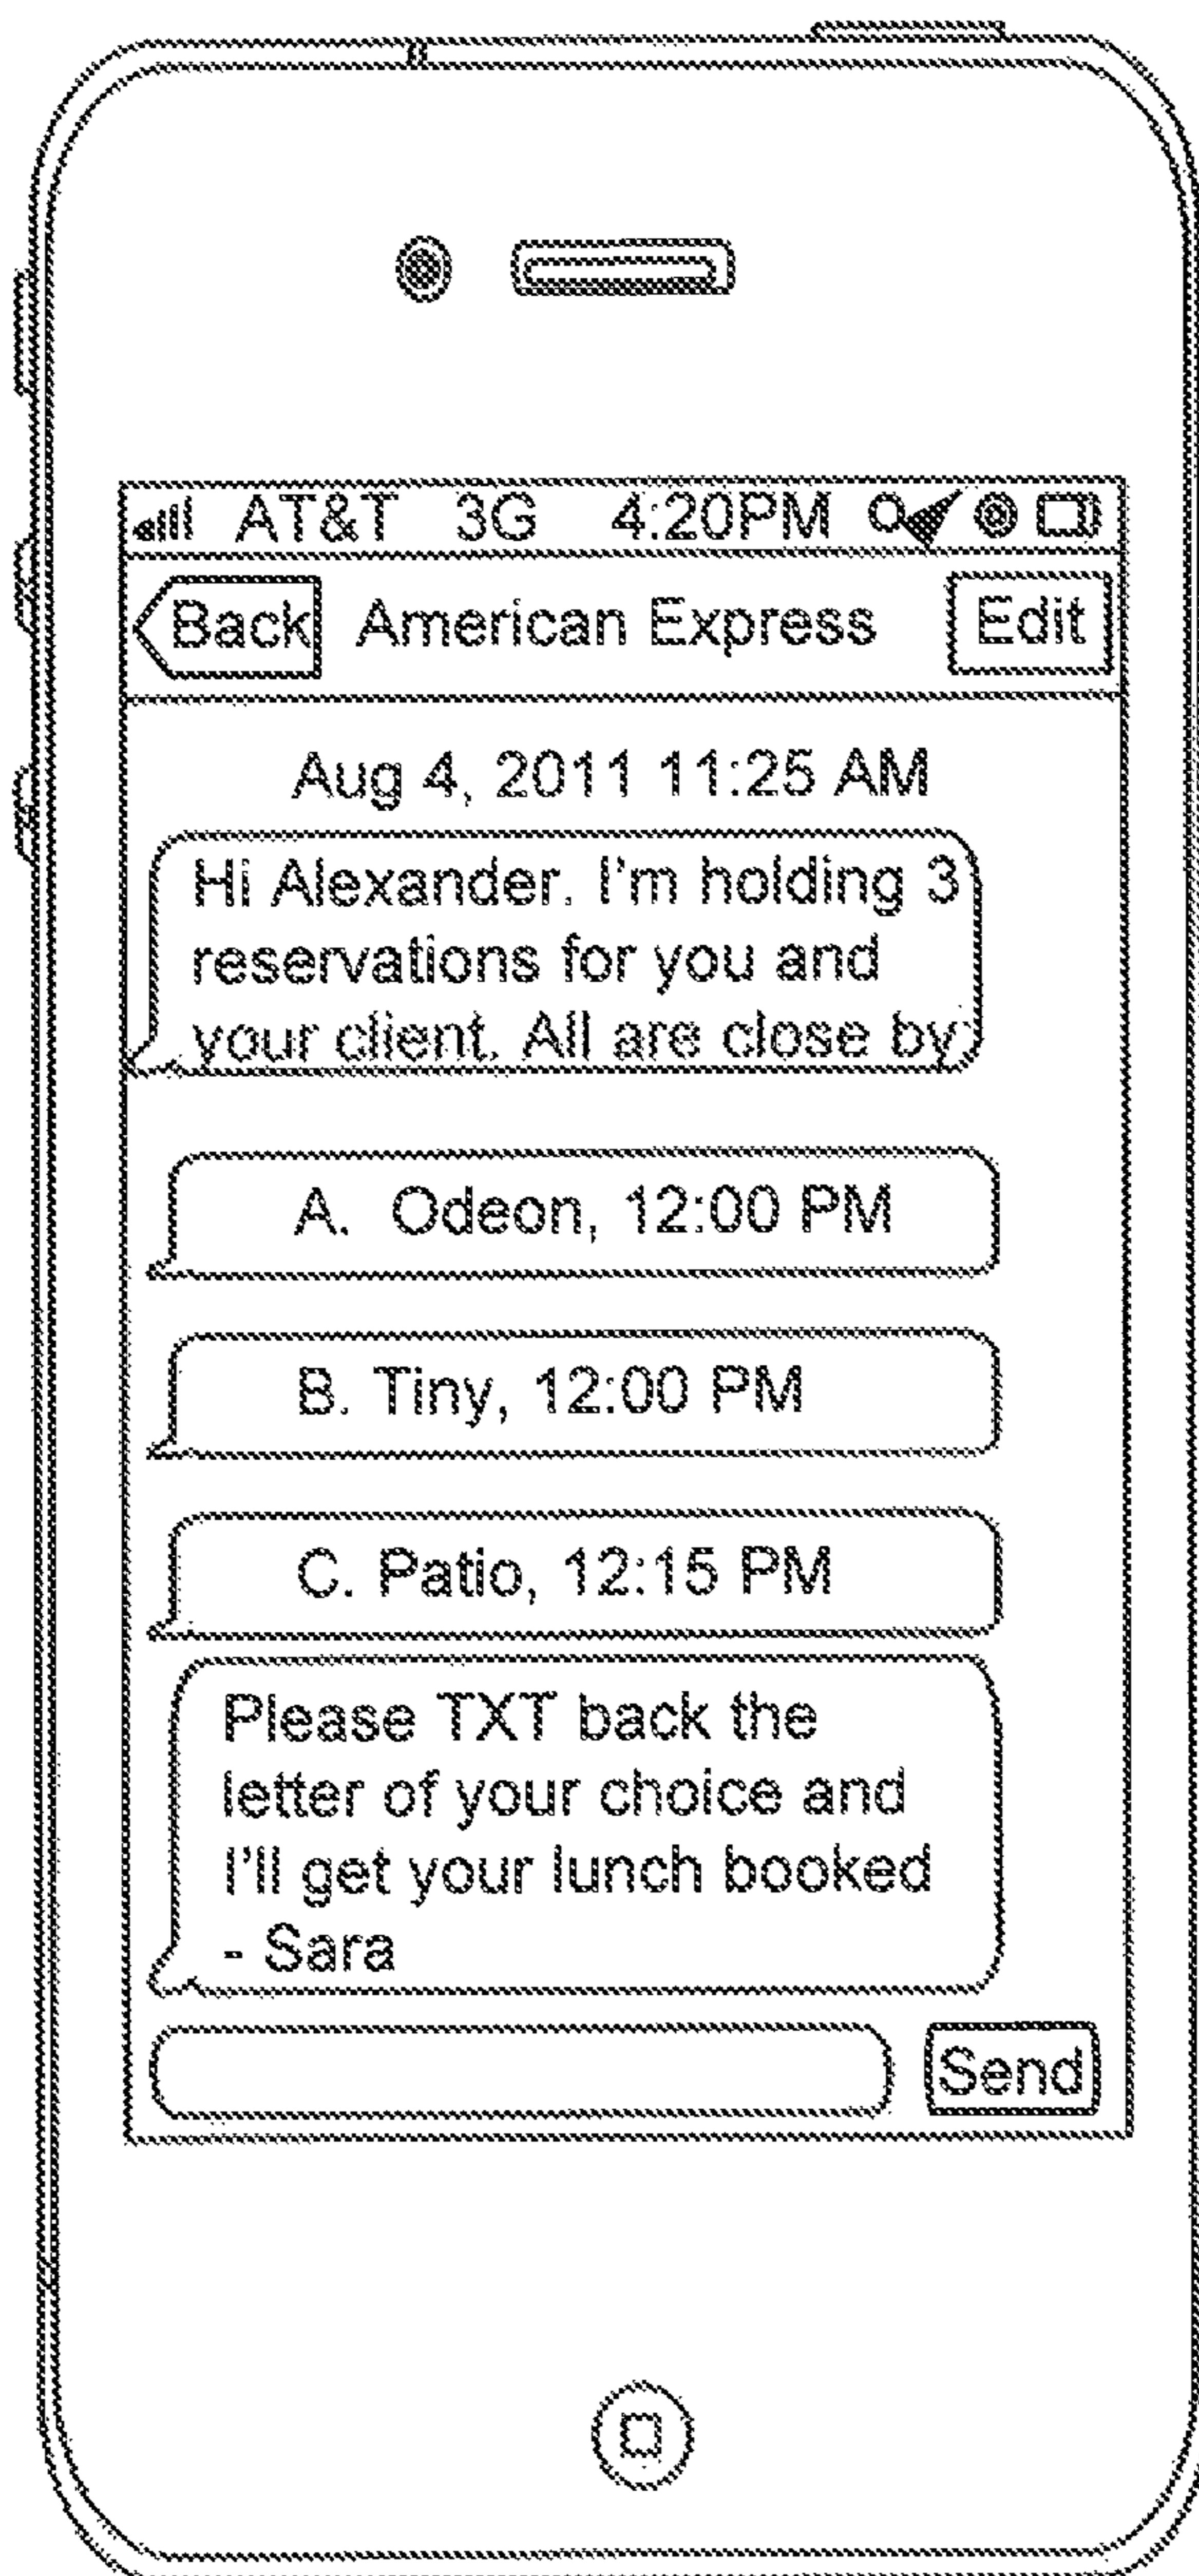 AT&T 3G 4:20PM
Back American Express Edit
Aug 4, 2011 11:25 AM
Hi Alexander. I'm holding 3
reservations for you and
your client. All are close by
A. Odeon, 12:00 PM
B. Tiny, 12:00 PM
C. Patio, 12:15 PM
Please TXT back the
letter of your choice and
I'll get your lunch booked
- Sara
Send